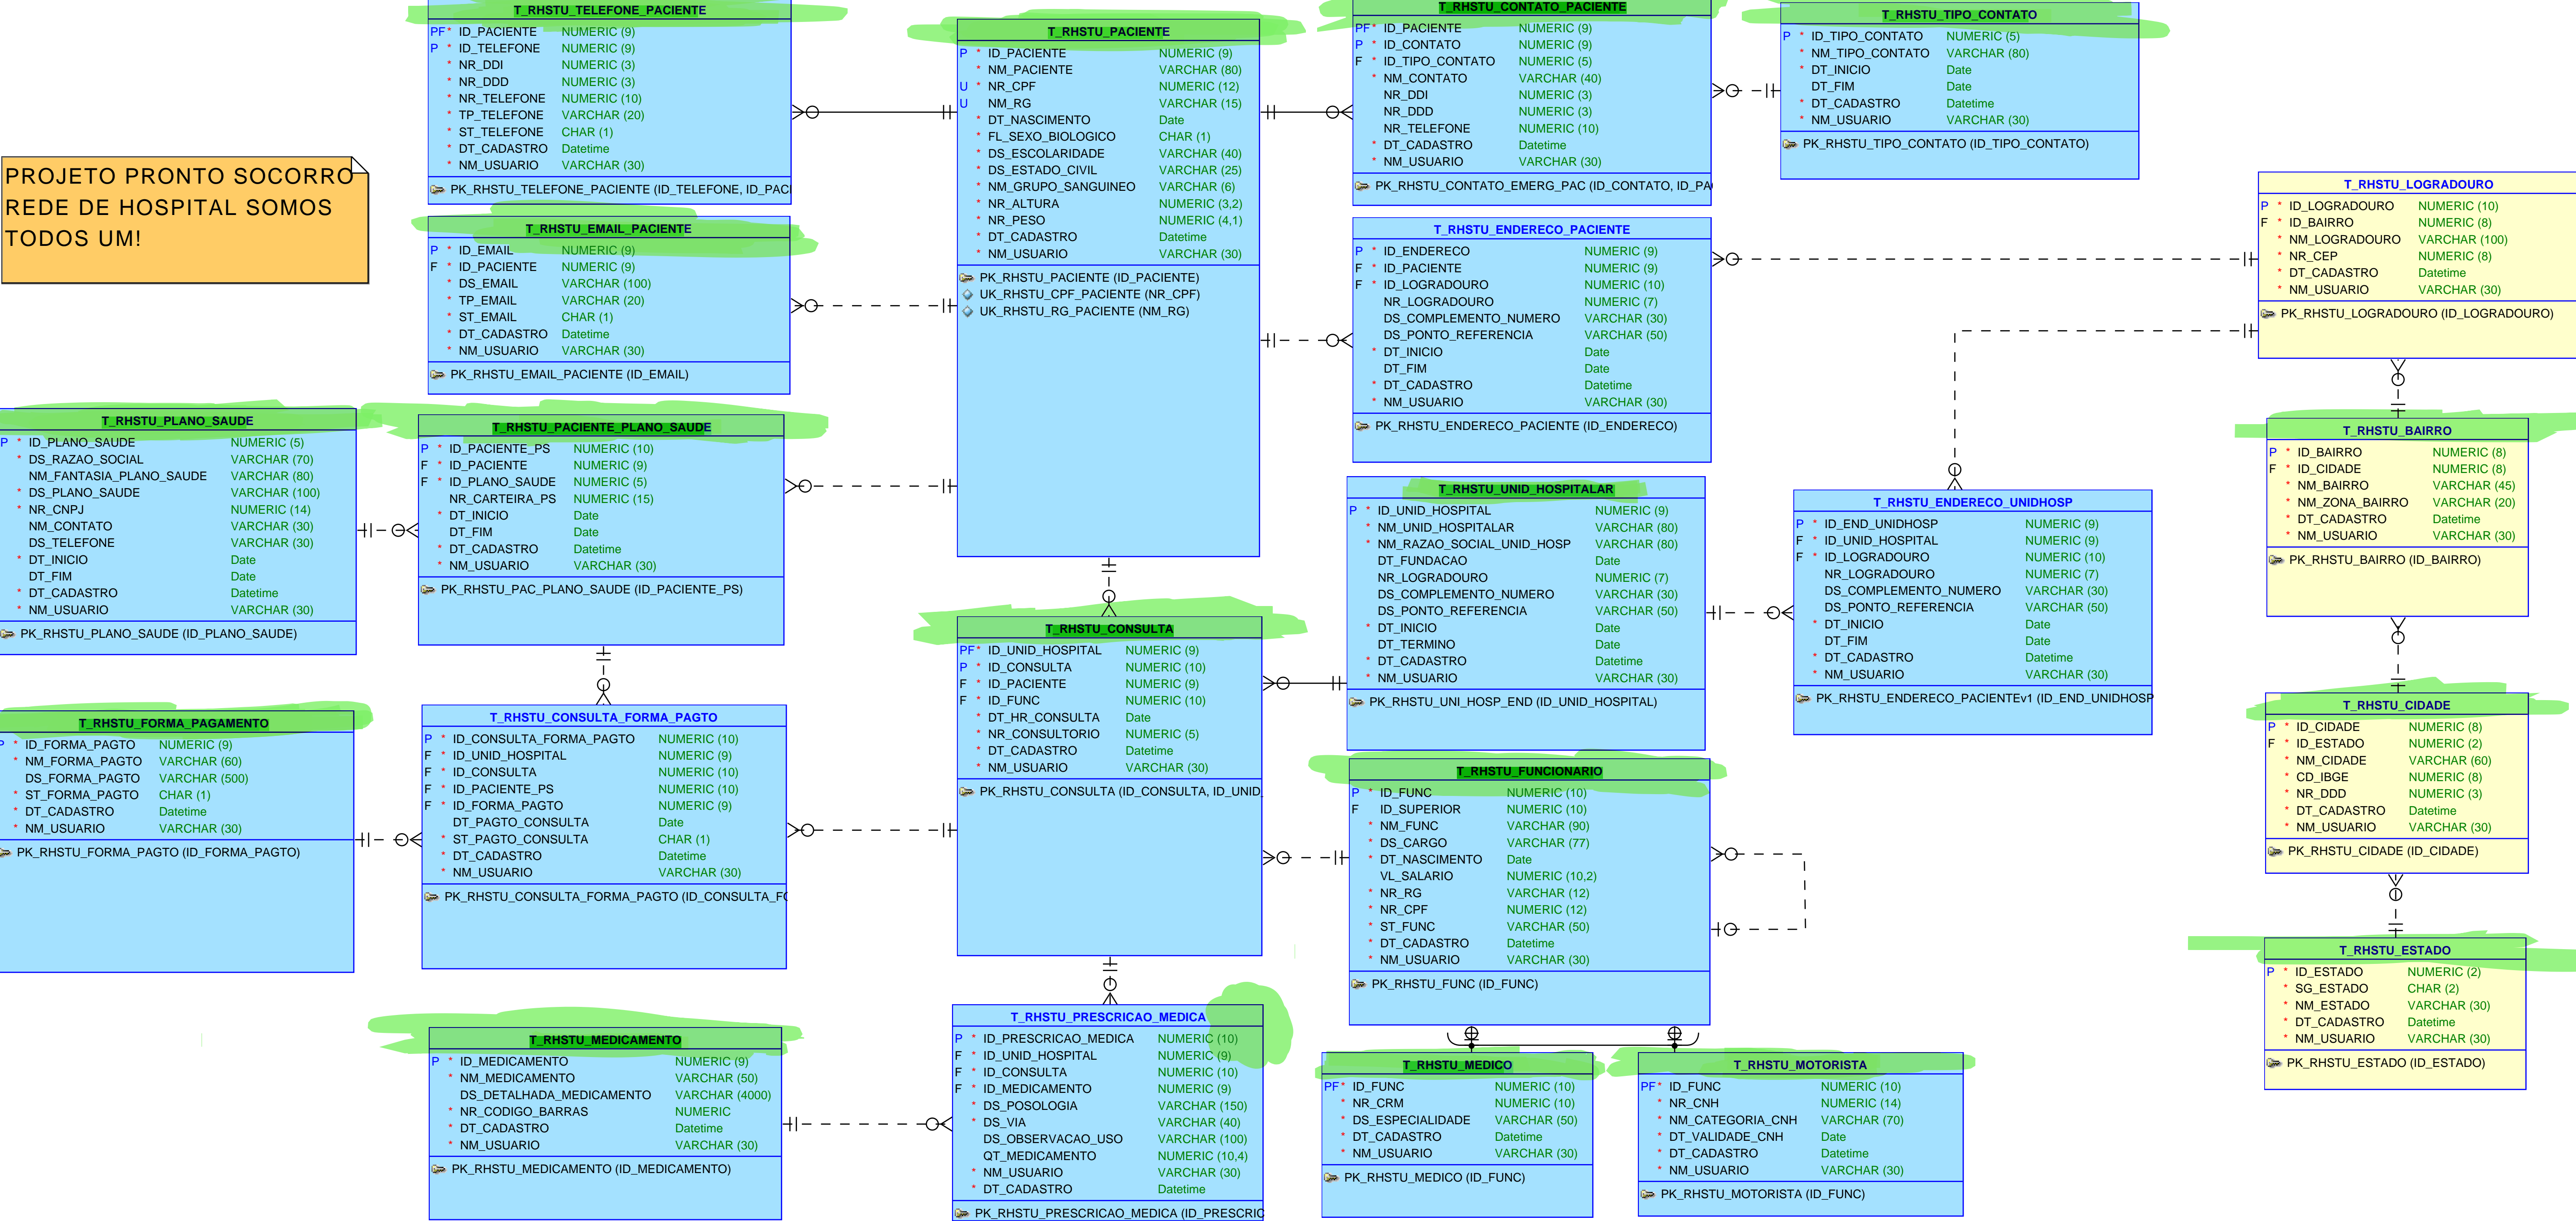 PROJETO PRONTO SOCORRO
REDE DE HOSPITAL SOMOS
TODOS UM!
T_RHSTU_TELEFONE_PACIENTE
PF* ID_PACIENTE NUMERIC (9)
P * ID_TELEFONE NUMERIC (9)
* NR_DDI NUMERIC (3)
* NR_DDD NUMERIC (3)
* NR_TELEFONE NUMERIC (10)
* TP_TELEFONE VARCHAR (20)
* ST_TELEFONE CHAR (1)
* DT_CADASTRO Datetime
* NM_USUARIO VARCHAR (30)
PK_RHSTU_TELEFONE_PACIENTE (ID_TELEFONE, ID_PACI
T_RHSTU_EMAIL_PACIENTE
P * ID_EMAIL NUMERIC (9)
F * ID_PACIENTE NUMERIC (9)
* DS_EMAIL VARCHAR (100)
* TP_EMAIL VARCHAR (20)
* ST_EMAIL CHAR (1)
* DT_CADASTRO Datetime
* NM_USUARIO VARCHAR (30)
PK_RHSTU_EMAIL_PACIENTE (ID_EMAIL)
T_RHSTU_PACIENTE
P * ID_PACIENTE NUMERIC (9)
* NM_PACIENTE VARCHAR (80)
U * NR_CPF NUMERIC (12)
U NM_RG VARCHAR (15)
* DT_NASCIMENTO Date
* FL_SEXO_BIOLOGICO CHAR (1)
* DS_ESCOLARIDADE VARCHAR (40)
* DS_ESTADO_CIVIL VARCHAR (25)
* NM_GRUPO_SANGUINEO VARCHAR (6)
* NR_ALTURA NUMERIC (3,2)
* NR_PESO NUMERIC (4,1)
* DT_CADASTRO Datetime
* NM_USUARIO VARCHAR (30)
PK_RHSTU_PACIENTE (ID_PACIENTE)
UK_RHSTU_CPF_PACIENTE (NR_CPF)
UK_RHSTU_RG_PACIENTE (NM_RG)
T_RHSTU_CONTATO_PACIENTE
PF* ID_PACIENTE NUMERIC (9)
P * ID_CONTATO NUMERIC (9)
F * ID_TIPO_CONTATO NUMERIC (5)
* NM_CONTATO VARCHAR (40)
NR_DDI NUMERIC (3)
NR_DDD NUMERIC (3)
NR_TELEFONE NUMERIC (10)
* DT_CADASTRO Datetime
* NM_USUARIO VARCHAR (30)
PK_RHSTU_CONTATO_EMERG_PAC (ID_CONTATO, ID_PA
T_RHSTU_TIPO_CONTATO
P * ID_TIPO_CONTATO NUMERIC (5)
* NM_TIPO_CONTATO VARCHAR (80)
* DT_INICIO Date
DT_FIM Date
* DT_CADASTRO Datetime
* NM_USUARIO VARCHAR (30)
PK_RHSTU_TIPO_CONTATO (ID_TIPO_CONTATO)
T_RHSTU_ENDERECO_PACIENTE
P * ID_ENDERECO NUMERIC (9)
F * ID_PACIENTE NUMERIC (9)
F * ID_LOGRADOURO NUMERIC (10)
NR_LOGRADOURO NUMERIC (7)
DS_COMPLEMENTO_NUMERO VARCHAR (30)
DS_PONTO_REFERENCIA VARCHAR (50)
* DT_INICIO Date
DT_FIM Date
* DT_CADASTRO Datetime
* NM_USUARIO VARCHAR (30)
PK_RHSTU_ENDERECO_PACIENTE (ID_ENDERECO)
T_RHSTU_LOGRADOURO
P * ID_LOGRADOURO NUMERIC (10)
F * ID_BAIRRO NUMERIC (8)
* NM_LOGRADOURO VARCHAR (100)
* NR_CEP NUMERIC (8)
* DT_CADASTRO Datetime
* NM_USUARIO VARCHAR (30)
PK_RHSTU_LOGRADOURO (ID_LOGRADOURO)
T_RHSTU_PLANO_SAUDE
P * ID_PLANO_SAUDE NUMERIC (5)
* DS_RAZAO_SOCIAL VARCHAR (70)
NM_FANTASIA_PLANO_SAUDE VARCHAR (80)
* DS_PLANO_SAUDE VARCHAR (100)
* NR_CNPJ NUMERIC (14)
NM_CONTATO VARCHAR (30)
DS_TELEFONE VARCHAR (30)
* DT_INICIO Date
DT_FIM Date
* DT_CADASTRO Datetime
* NM_USUARIO VARCHAR (30)
PK_RHSTU_PLANO_SAUDE (ID_PLANO_SAUDE)
T_RHSTU_PACIENTE_PLANO_SAUDE
P * ID_PACIENTE_PS NUMERIC (10)
F * ID_PACIENTE NUMERIC (9)
F * ID_PLANO_SAUDE NUMERIC (5)
NR_CARTEIRA_PS NUMERIC (15)
* DT_INICIO Date
DT_FIM Date
* DT_CADASTRO Datetime
* NM_USUARIO VARCHAR (30)
PK_RHSTU_PAC_PLANO_SAUDE (ID_PACIENTE_PS)
T_RHSTU_UNID_HOSPITALAR
P * ID_UNID_HOSPITAL NUMERIC (9)
* NM_UNID_HOSPITALAR VARCHAR (80)
* NM_RAZAO_SOCIAL_UNID_HOSP VARCHAR (80)
DT_FUNDACAO Date
NR_LOGRADOURO NUMERIC (7)
DS_COMPLEMENTO_NUMERO VARCHAR (30)
DS_PONTO_REFERENCIA VARCHAR (50)
* DT_INICIO Date
DT_TERMINO Date
* DT_CADASTRO Datetime
* NM_USUARIO VARCHAR (30)
PK_RHSTU_UNI_HOSP_END (ID_UNID_HOSPITAL)
T_RHSTU_ENDERECO_UNIDHOSP
P * ID_END_UNIDHOSP NUMERIC (9)
F * ID_UNID_HOSPITAL NUMERIC (9)
F * ID_LOGRADOURO NUMERIC (10)
NR_LOGRADOURO NUMERIC (7)
DS_COMPLEMENTO_NUMERO VARCHAR (30)
DS_PONTO_REFERENCIA VARCHAR (50)
* DT_INICIO Date
DT_FIM Date
* DT_CADASTRO Datetime
* NM_USUARIO VARCHAR (30)
PK_RHSTU_ENDERECO_PACIENTEv1 (ID_END_UNIDHOSP
T_RHSTU_BAIRRO
P * ID_BAIRRO NUMERIC (8)
F * ID_CIDADE NUMERIC (8)
* NM_BAIRRO VARCHAR (45)
* NM_ZONA_BAIRRO VARCHAR (20)
* DT_CADASTRO Datetime
* NM_USUARIO VARCHAR (30)
PK_RHSTU_BAIRRO (ID_BAIRRO)
T_RHSTU_CONSULTA
PF* ID_UNID_HOSPITAL NUMERIC (9)
P * ID_CONSULTA NUMERIC (10)
F * ID_PACIENTE NUMERIC (9)
F * ID_FUNC NUMERIC (10)
* DT_HR_CONSULTA Date
* NR_CONSULTORIO NUMERIC (5)
* DT_CADASTRO Datetime
* NM_USUARIO VARCHAR (30)
PK_RHSTU_CONSULTA (ID_CONSULTA, ID_UNID_
T_RHSTU_FORMA_PAGAMENTO
P * ID_FORMA_PAGTO NUMERIC (9)
* NM_FORMA_PAGTO VARCHAR (60)
DS_FORMA_PAGTO VARCHAR (500)
* ST_FORMA_PAGTO CHAR (1)
* DT_CADASTRO Datetime
* NM_USUARIO VARCHAR (30)
PK_RHSTU_FORMA_PAGTO (ID_FORMA_PAGTO)
T_RHSTU_CONSULTA_FORMA_PAGTO
P * ID_CONSULTA_FORMA_PAGTO NUMERIC (10)
F * ID_UNID_HOSPITAL NUMERIC (9)
F * ID_CONSULTA NUMERIC (10)
F * ID_PACIENTE_PS NUMERIC (10)
F * ID_FORMA_PAGTO NUMERIC (9)
DT_PAGTO_CONSULTA Date
* ST_PAGTO_CONSULTA CHAR (1)
* DT_CADASTRO Datetime
* NM_USUARIO VARCHAR (30)
PK_RHSTU_CONSULTA_FORMA_PAGTO (ID_CONSULTA_FO
T_RHSTU_FUNCIONARIO
P * ID_FUNC NUMERIC (10)
F ID_SUPERIOR NUMERIC (10)
* NM_FUNC VARCHAR (90)
* DS_CARGO VARCHAR (77)
* DT_NASCIMENTO Date
VL_SALARIO NUMERIC (10,2)
* NR_RG VARCHAR (12)
* NR_CPF NUMERIC (12)
* ST_FUNC VARCHAR (50)
* DT_CADASTRO Datetime
* NM_USUARIO VARCHAR (30)
PK_RHSTU_FUNC (ID_FUNC)
T_RHSTU_CIDADE
P * ID_CIDADE NUMERIC (8)
F * ID_ESTADO NUMERIC (2)
* NM_CIDADE VARCHAR (60)
* CD_IBGE NUMERIC (8)
* NR_DDD NUMERIC (3)
* DT_CADASTRO Datetime
* NM_USUARIO VARCHAR (30)
PK_RHSTU_CIDADE (ID_CIDADE)
T_RHSTU_ESTADO
P * ID_ESTADO NUMERIC (2)
* SG_ESTADO CHAR (2)
* NM_ESTADO VARCHAR (30)
* DT_CADASTRO Datetime
* NM_USUARIO VARCHAR (30)
PK_RHSTU_ESTADO (ID_ESTADO)
T_RHSTU_MEDICAMENTO
P * ID_MEDICAMENTO NUMERIC (9)
* NM_MEDICAMENTO VARCHAR (50)
DS_DETALHADA_MEDICAMENTO VARCHAR (4000)
* NR_CODIGO_BARRAS NUMERIC
* DT_CADASTRO Datetime
* NM_USUARIO VARCHAR (30)
PK_RHSTU_MEDICAMENTO (ID_MEDICAMENTO)
T_RHSTU_PRESCRICAO_MEDICA
P * ID_PRESCRICAO_MEDICA NUMERIC (10)
F * ID_UNID_HOSPITAL NUMERIC (9)
F * ID_CONSULTA NUMERIC (10)
F * ID_MEDICAMENTO NUMERIC (9)
* DS_POSOLOGIA VARCHAR (150)
* DS_VIA VARCHAR (40)
DS_OBSERVACAO_USO VARCHAR (100)
QT_MEDICAMENTO NUMERIC (10,4)
* NM_USUARIO VARCHAR (30)
* DT_CADASTRO Datetime
PK_RHSTU_PRESCRICAO_MEDICA (ID_PRESCRIC
T_RHSTU_MEDICO
PF* ID_FUNC NUMERIC (10)
* NR_CRM NUMERIC (10)
* DS_ESPECIALIDADE VARCHAR (50)
* DT_CADASTRO Datetime
* NM_USUARIO VARCHAR (30)
PK_RHSTU_MEDICO (ID_FUNC)
T_RHSTU_MOTORISTA
PF* ID_FUNC NUMERIC (10)
* NR_CNH NUMERIC (14)
* NM_CATEGORIA_CNH VARCHAR (70)
* DT_VALIDADE_CNH Date
* DT_CADASTRO Datetime
* NM_USUARIO VARCHAR (30)
PK_RHSTU_MOTORISTA (ID_FUNC)